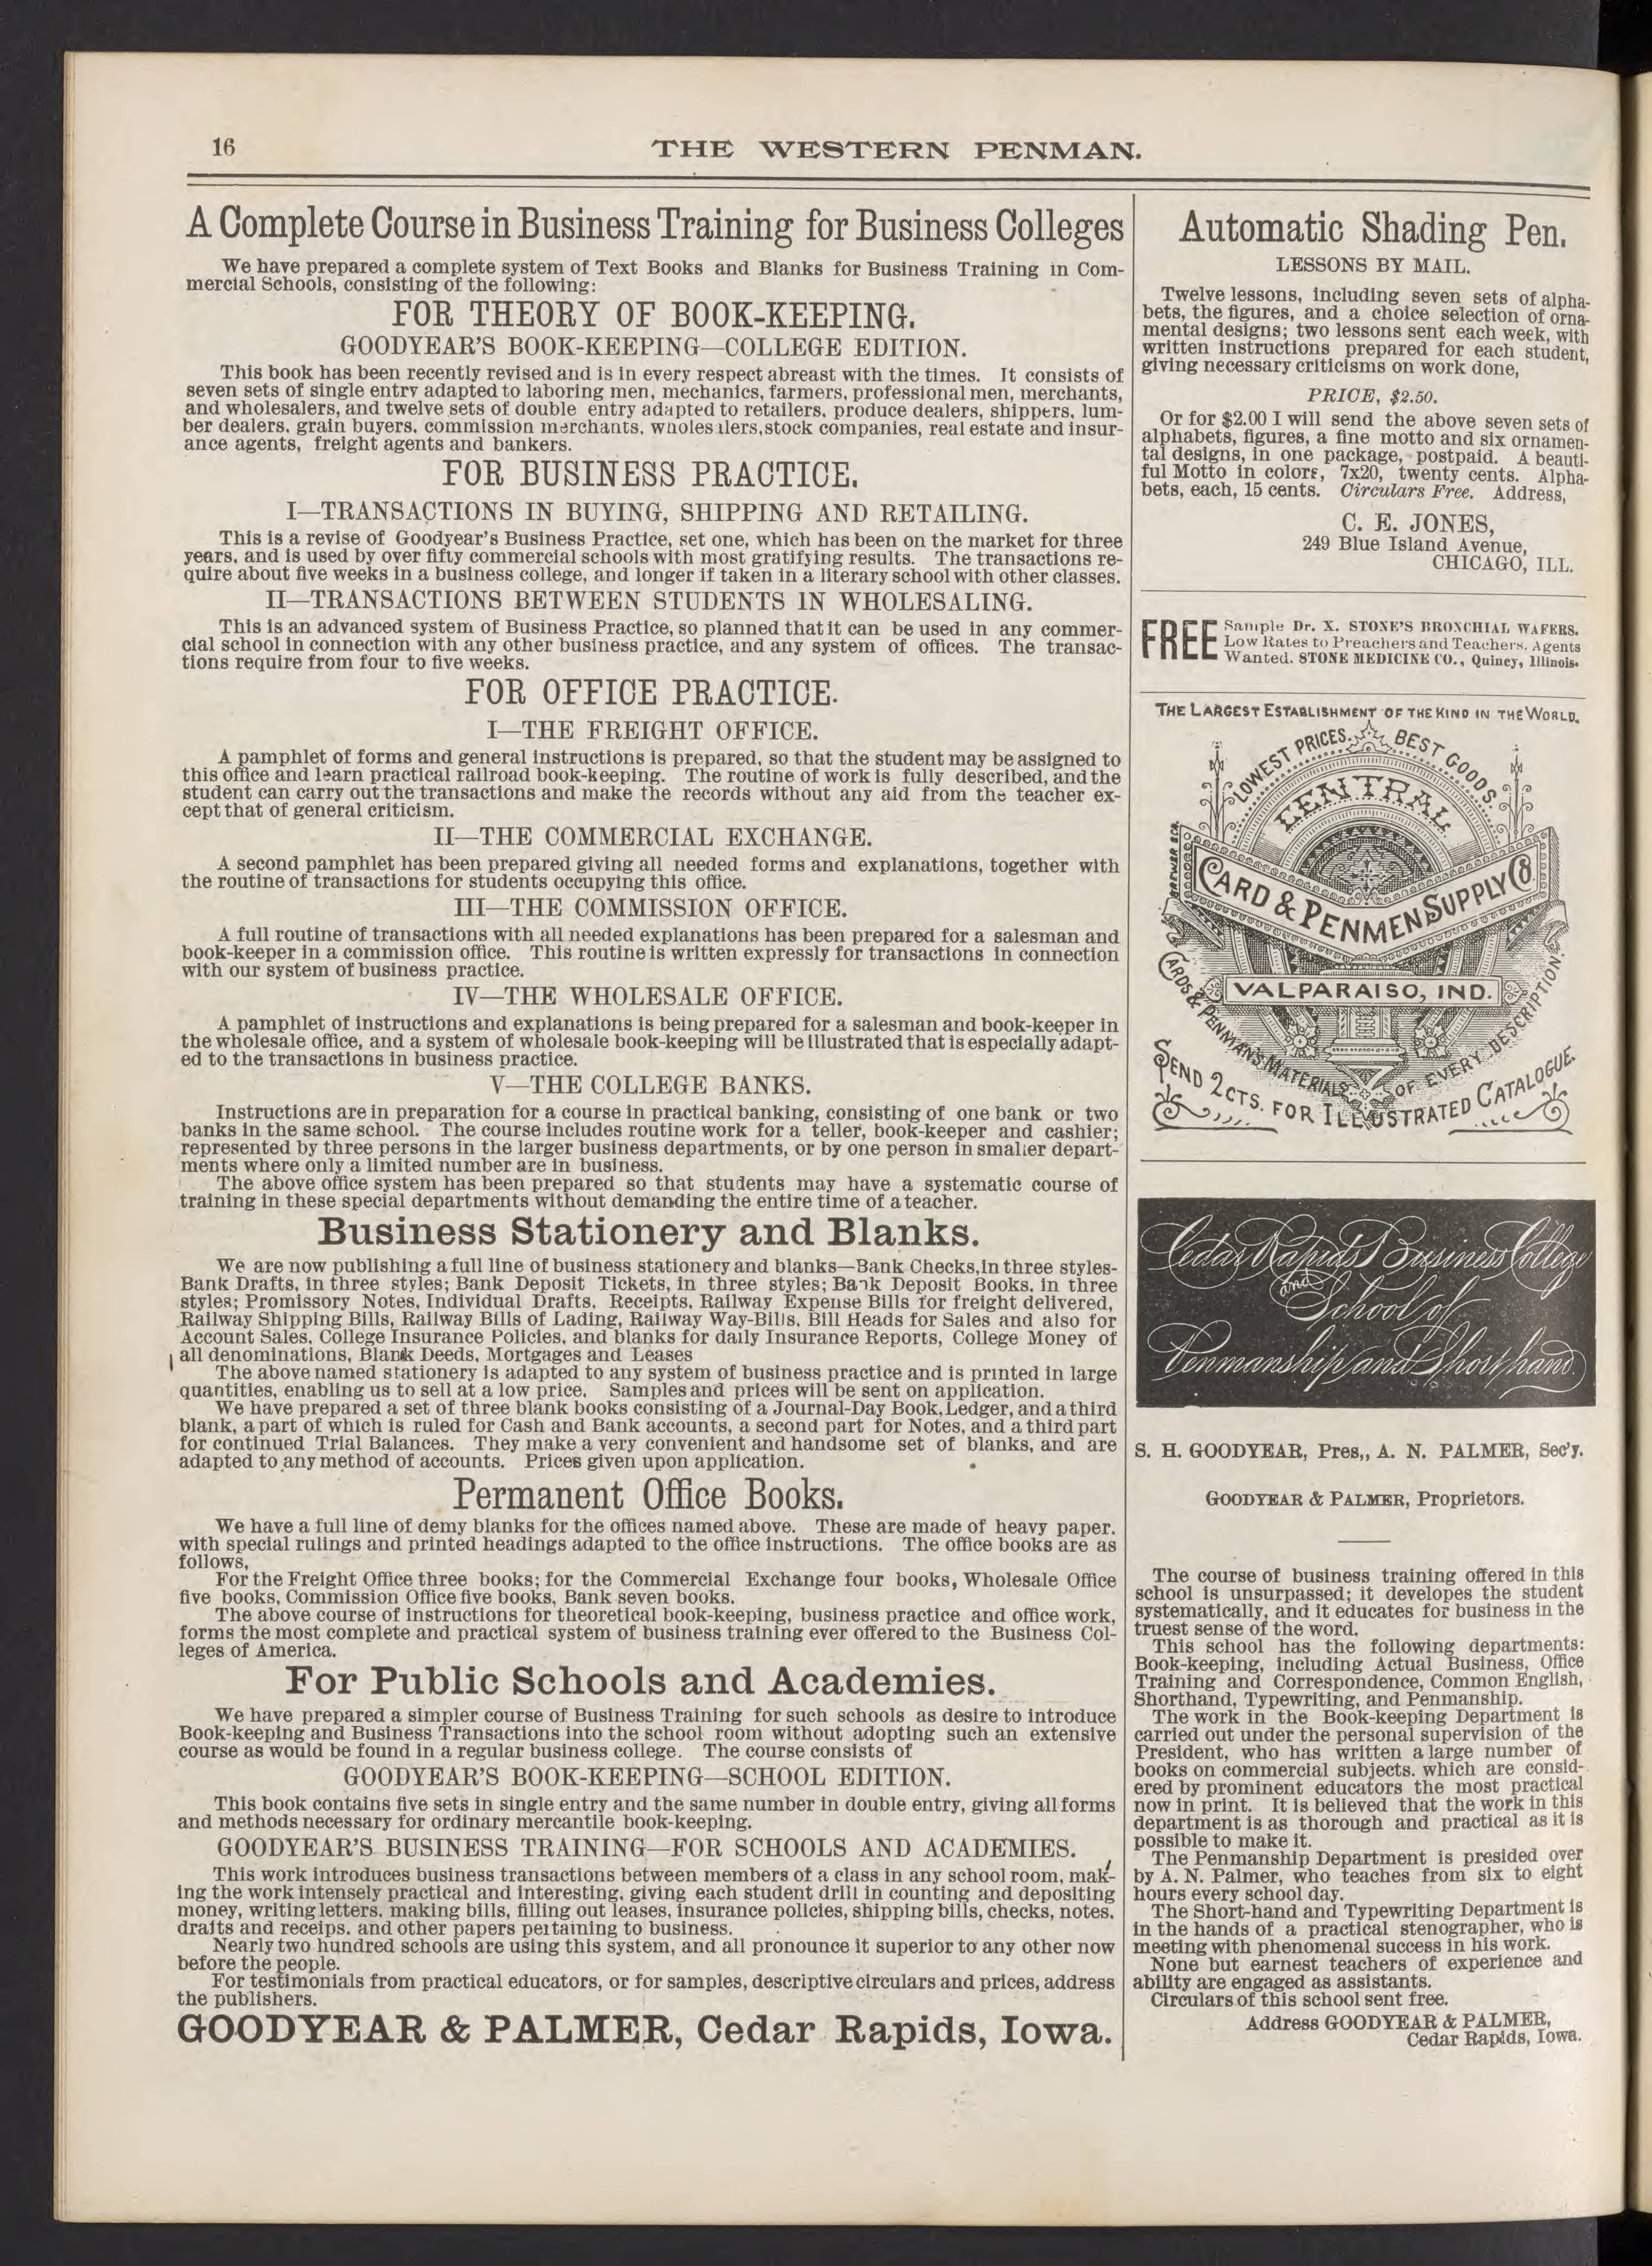 16
THE WESTERN PENMAN.
A Complete Course in Business Training for Business Colleges
We have prepared a complete system of Text Books and Blanks for Business Training in Com-
mercial Schools, consisting of the following:
FOR THEORY OF BOOK-KEEPING.
GOODYEAR'S BOOK-KEEPING—COLLEGE EDITION.
This book has been recently revised and is in every respect abreast with the times. It consists of
seven sets of single entry adapted to laboring men, mechanics, farmers, professional men, merchants,
and wholesalers, and twelve sets of double entry adapted to retailers, produce dealers, shippers, lum-
ber dealers, grain buyers, commission merchants, wholes ilers, stock companies, real estate and insur-
ance agents, freight agents and bankers.
FOR BUSINESS PRACTICE.
I—TRANSACTIONS IN BUYING, SHIPPING AND RETAILING.
This is a revise of Goodyear's Business Practice, set one, which has been on the market for three
years, and is used by over fifty commercial schools with most gratifying results. The transactions re-
quire about five weeks in a business college, and longer if taken in a literary school with other classes.
II—TRANSACTIONS BETWEEN STUDENTS IN WHOLESALING.
This is an advanced system of Business Practice, so planned that it can be used in any commer-
cial school in connection with any other business practice, and any system of offices. The transac-
tions require from four to five weeks.
FOR OFFICE PRACTICE.
I—THE FREIGHT OFFICE.
A pamphlet of forms and general instructions is prepared, so that the student may be assigned to
this office and learn practical railroad book-keeping. The routine of work is fully described, and the
student can carry out the transactions and make the records without any aid from the teacher ex-
cept that of general criticism.
II—THE COMMERCIAL EXCHANGE.
A second pamphlet has been prepared giving all needed forms and explanations, together with
the routine of transactions for students occupying this office.
III—THE COMMISSION OFFICE.
A full routine of transactions with all needed explanations has been prepared for a salesman and
book-keeper in a commission office. This routine is written expressly for transactions in connection
with our system of business practice.
IV—THE WHOLESALE OFFICE.
A pamphlet of instructions and explanations is being prepared for a salesman and book-keeper in
the wholesale office, and a system of wholesale book-keeping will be illustrated that is especially adapt-
ed to the transactions in business practice.
V—THE COLLEGE BANKS.
Instructions are in preparation for a course in practical banking, consisting of one bank or two
banks in the same school. The course includes routine work for a teller, book-keeper and cashier;
represented by three persons in the larger business departments, or by one person in smaller depart-
ments where only a limited number are in business.
The above office system has been prepared so that students may have a systematic course of
training in these special departments without demanding the entire time of a teacher.
Business Stationery and Blanks.
We are now publishing a full line of business stationery and blanks—Bank Checks, in three styles-
Bank Drafts, in three styles; Bank Deposit Tickets, in three styles; Bank Deposit Books, in three
styles; Promissory Notes, Individual Drafts, Receipts, Railway Expense Bills for freight delivered,
Railway Shipping Bills, Railway Bills of Lading, Railway Way-Bills, Bill Heads for Sales and also for
Account Sales, College Insurance Policies, and blanks for daily Insurance Reports, College Money of
all denominations, Blank Deeds, Mortgages and Leases
The above named stationery is adapted to any system of business practice and is printed in large
quantities, enabling us to sell at a low price. Samples and prices will be sent on application.
We have prepared a set of three blank books consisting of a Journal-Day Book, Ledger, and a third
blank, a part of which is ruled for Cash and Bank accounts, a second part for Notes, and a third part
for continued Trial Balances. They make a very convenient and handsome set of blanks, and are
adapted to any method of accounts. Prices given upon application.
Permanent Office Books.
We have a full line of demy blanks for the offices named above. These are made of heavy paper,
with special rulings and printed headings adapted to the office instructions. The office books are as
follows,
For the Freight Office three books; for the Commercial Exchange four books, Wholesale Office
five books, Commission Office five books, Bank seven books.
The above course of instructions for theoretical book-keeping, business practice and office work,
forms the most complete and practical system of business training ever offered to the Business Col-
leges of America.
For Public Schools and Academies.
We have prepared a simpler course of Business Training for such schools as desire to introduce
Book-keeping and Business Transactions into the school room without adopting such an extensive
course as would be found in a regular business college. The course consists of
GOODYEAR'S BOOK-KEEPING—SCHOOL EDITION.
This book contains five sets in single entry and the same number in double entry, giving all forms
and methods necessary for ordinary mercantile book-keeping.
GOODYEAR'S BUSINESS TRAINING—FOR SCHOOLS AND ACADEMIES.
This work introduces business transactions between members of a class in any school room, mak-
ing the work intensely practical and interesting, giving each student drill in counting and depositing
money, writing letters, making bills, filling out leases, insurance policies, shipping bills, checks, notes,
drafts and receips, and other papers pertaining to business.
Nearly two hundred schools are using this system, and all pronounce it superior to any other now
before the people.
For testimonials from practical educators, or for samples, descriptive circulars and prices, address
the publishers.
GOODYEAR & PALMER, Cedar Rapids, Iowa.
Automatic Shading Pen.
LESSONS BY MAIL.
Twelve lessons, including seven sets of alpha-
bets, the figures, and a choice selection of orna-
mental designs; two lessons sent each week, with
written instructions prepared for each student,
giving necessary criticisms on work done,
PRICE, $2.50.
Or for $2.00 I will send the above seven sets of
alphabets, figures, a fine motto and six ornamen-
tal designs, in one package, postpaid. A beauti-
ful Motto in colors, 7x20, twenty cents. Alpha-
bets, each, 15 cents. Circulars Free. Address,
C. E. JONES,
249 Blue Island Avenue,
CHICAGO, ILL.
FREE Sample Dr. X. STONE'S BRONCHIAL WAFERS.
Low Rates to Preachers and Teachers. Agents
Wanted. STONE MEDICINE CO., Quincy, Illinois.
THE LARGEST ESTABLISHMENT OF THE KIND IN THE WORLD.
LOWEST PRICES. BEST GOODS.
CENTRAL
CARD & PENMEN SUPPLY CO.
VALPARAISO, IND.
CARDS & PENMAN'S MATERIALS OF EVERY DESCRIPTION.
SEND 2CTS. FOR ILLUSTRATED CATALOGUE.
Cedar Rapids Business College
and
School of
Penmanship and Shorthand.
S. H. GOODYEAR, Pres,, A. N. PALMER, Sec'y.
GOODYEAR & PALMER, Proprietors.
The course of business training offered in this
school is unsurpassed; it developes the student
systematically, and it educates for business in the
truest sense of the word.
This school has the following departments:
Book-keeping, including Actual Business, Office
Training and Correspondence, Common English,
Shorthand, Typewriting, and Penmanship.
The work in the Book-keeping Department is
carried out under the personal supervision of the
President, who has written a large number of
books on commercial subjects. which are consid-
ered by prominent educators the most practical
now in print. It is believed that the work in this
department is as thorough and practical as it is
possible to make it.
The Penmanship Department is presided over
by A. N. Palmer, who teaches from six to eight
hours every school day.
The Short-hand and Typewriting Department is
in the hands of a practical stenographer, who is
meeting with phenomenal success in his work.
None but earnest teachers of experience and
ability are engaged as assistants.
Circulars of this school sent free.
Address GOODYEAR & PALMER,
Cedar Rapids, Iowa.